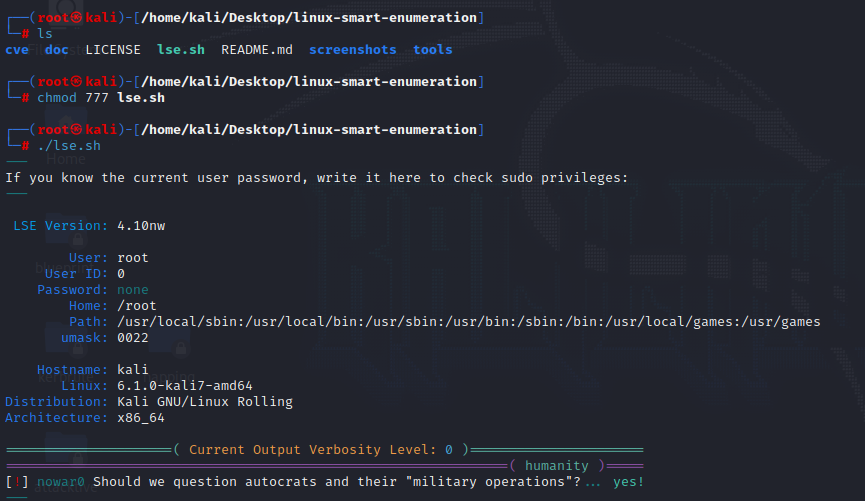 ┌──(root㉿kali)-[/home/kali/Desktop/linux-smart-enumeration]
└─# ls
cve doc LICENSE lse.sh README.md screenshots tools
┌──(root㉿kali)-[/home/kali/Desktop/linux-smart-enumeration]
└─# chmod 777 lse.sh
┌──(root㉿kali)-[/home/kali/Desktop/linux-smart-enumeration]
└─# ./lse.sh
---
If you know the current user password, write it here to check sudo privileges:
---
LSE Version: 4.10nw
User: root
User ID: 0
Password: none
Home: /root
Path: /usr/local/sbin:/usr/local/bin:/usr/sbin:/usr/bin:/sbin:/bin:/usr/local/games:/usr/games
umask: 0022
Hostname: kali
Linux: 6.1.0-kali7-amd64
Distribution: Kali GNU/Linux Rolling
Architecture: x86_64
=====================( Current Output Verbosity Level: 0 )======================
===============================================================( humanity )=====
[!] nowar0 Should we question autocrats and their "military operations"?... yes!
---
Home